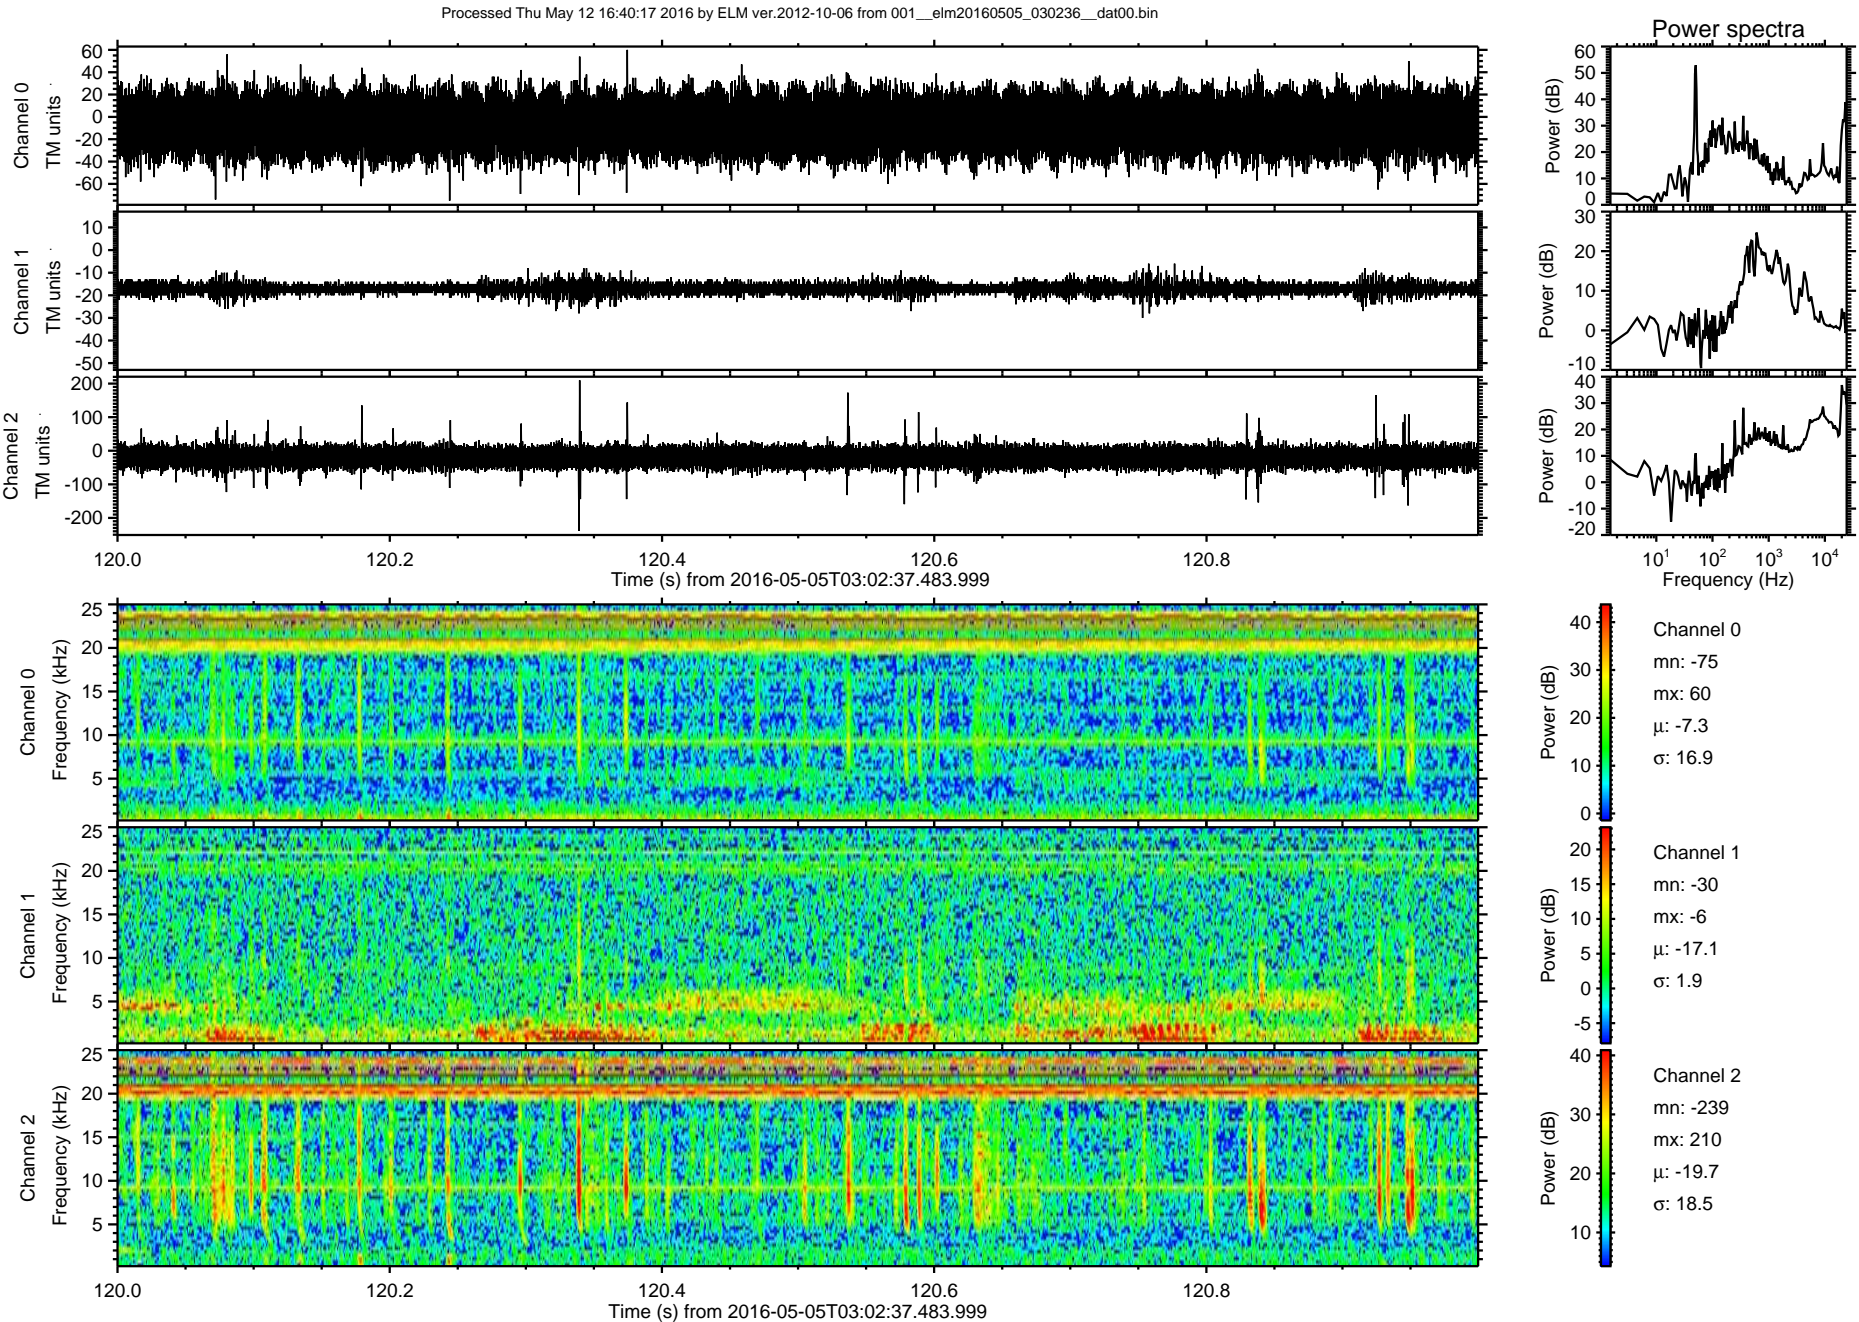 Processed Thu May 12 16:40:17 2016 by ELM ver.2012-10-06 from 001__elm20160505_030236__dat00.bin
Power spectra
Channel 0
TM units
60
40
20
0
-20
-40
-60
Power (dB)
60
50
40
30
20
10
0
Channel 1
TM units
10
0
-10
-20
-30
-40
-50
Power (dB)
30
20
10
0
-10
Channel 2
TM units
200
100
0
-100
-200
Power (dB)
40
30
20
10
0
-10
-20
120.0 120.2 120.4 120.6 120.8
Time (s) from 2016-05-05T03:02:37.483.999
10¹ 10² 10³ 10⁴
Frequency (Hz)
Channel 0
Frequency (kHz)
25
20
15
10
5
Power (dB)
40
30
20
10
0
Channel 0
mn: -75
mx: 60
μ: -7.3
σ: 16.9
Channel 1
Frequency (kHz)
25
20
15
10
5
Power (dB)
20
15
10
5
0
-5
Channel 1
mn: -30
mx: -6
μ: -17.1
σ: 1.9
Channel 2
Frequency (kHz)
25
20
15
10
5
Power (dB)
40
30
20
10
Channel 2
mn: -239
mx: 210
μ: -19.7
σ: 18.5
120.0 120.2 120.4 120.6 120.8
Time (s) from 2016-05-05T03:02:37.483.999